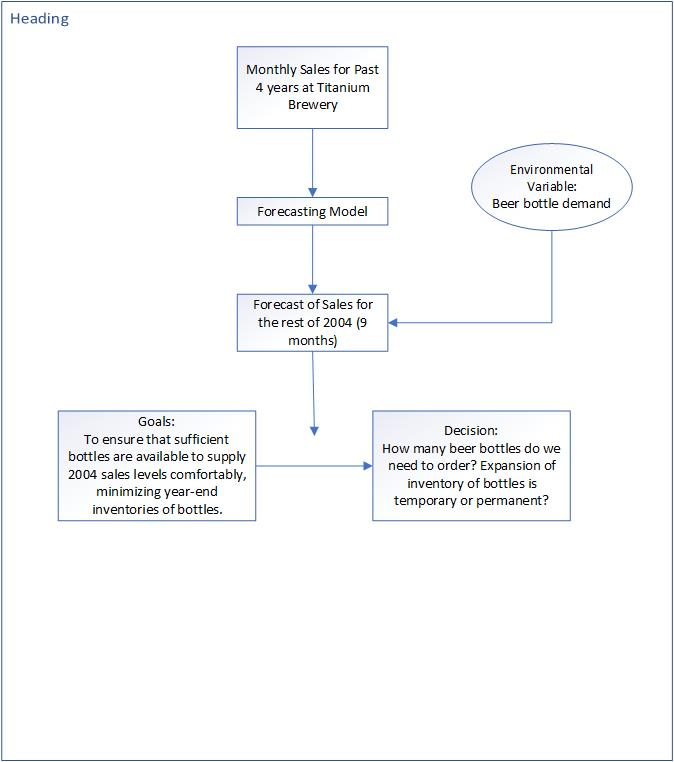 Heading
Monthly Sales for Past
4 years at Titanium
Brewery
Forecasting Model
Environmental
Variable:
Beer bottle demand
Forecast of Sales for
the rest of 2004 (9
months)
Goals:
To ensure that sufficient
bottles are available to supply
2004 sales levels comfortably,
minimizing year-end
inventories of bottles.
Decision:
How many beer bottles do we
need to order? Expansion of
inventory of bottles is
temporary or permanent?